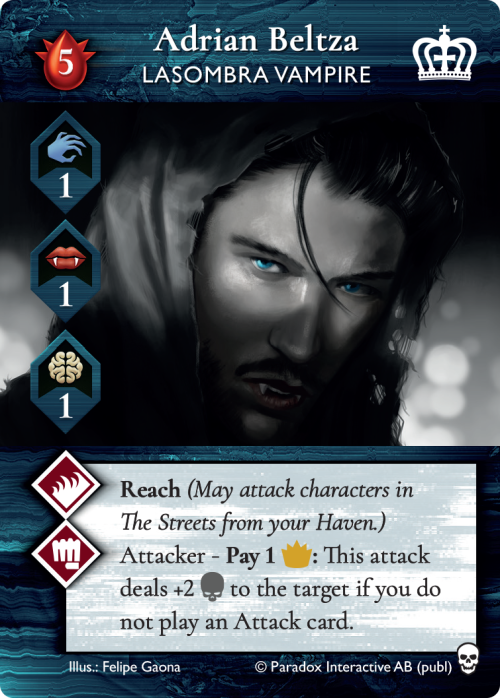 5
Adrian Beltza
LASOMBRA VAMPIRE
1
1
1
Reach (May attack characters in
The Streets from your Haven.)
Attacker - Pay 1 : This attack
deals +2 to the target if you do
not play an Attack card.
Illus.: Felipe Gaona
© Paradox Interactive AB (publ)